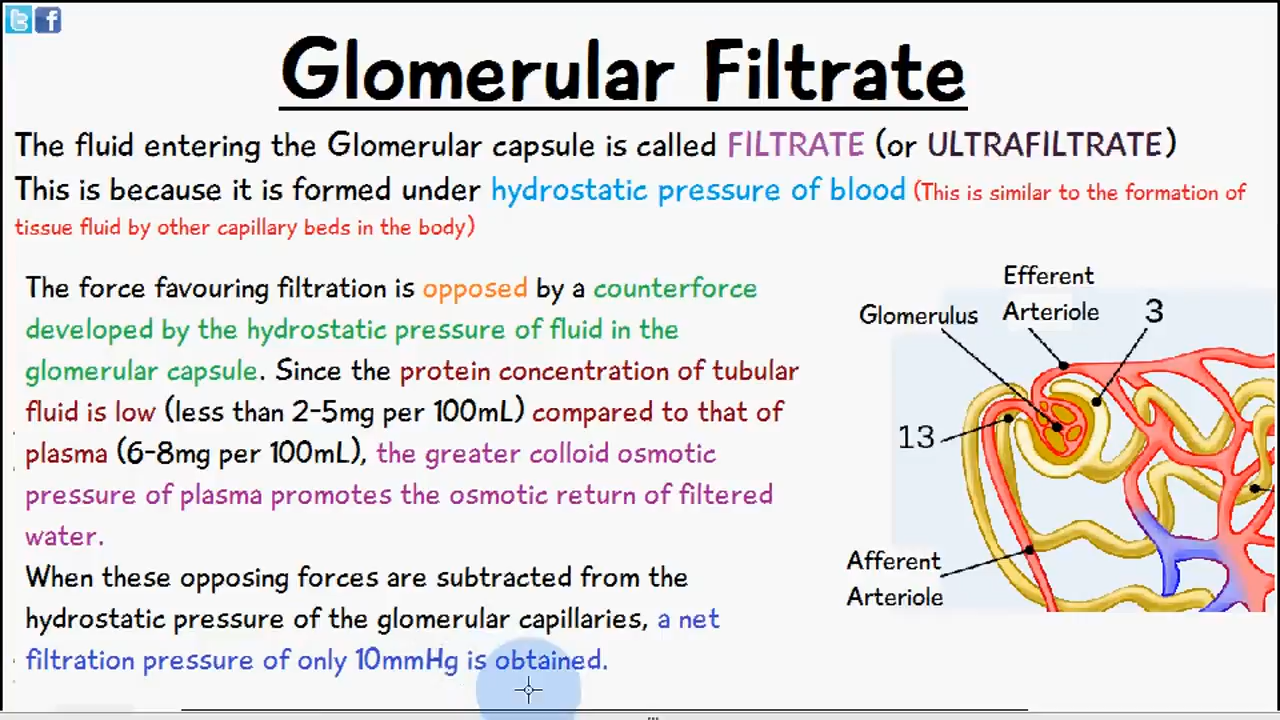 Glomerular Filtrate
The fluid entering the Glomerular capsule is called FILTRATE (or ULTRAFILTRATE)
This is because it is formed under hydrostatic pressure of blood (This is similar to the formation of
tissue fluid by other capillary beds in the body)
The force favouring filtration is opposed by a counterforce
developed by the hydrostatic pressure of fluid in the
glomerular capsule. Since the protein concentration of tubular
fluid is low (less than 2-5mg per 100mL) compared to that of
plasma (6-8mg per 100mL), the greater colloid osmotic
pressure of plasma promotes the osmotic return of filtered
water.
When these opposing forces are subtracted from the
hydrostatic pressure of the glomerular capillaries, a net
filtration pressure of only 10mmHg is obtained.
Efferent
Arteriole
Glomerulus
3
13
Afferent
Arteriole